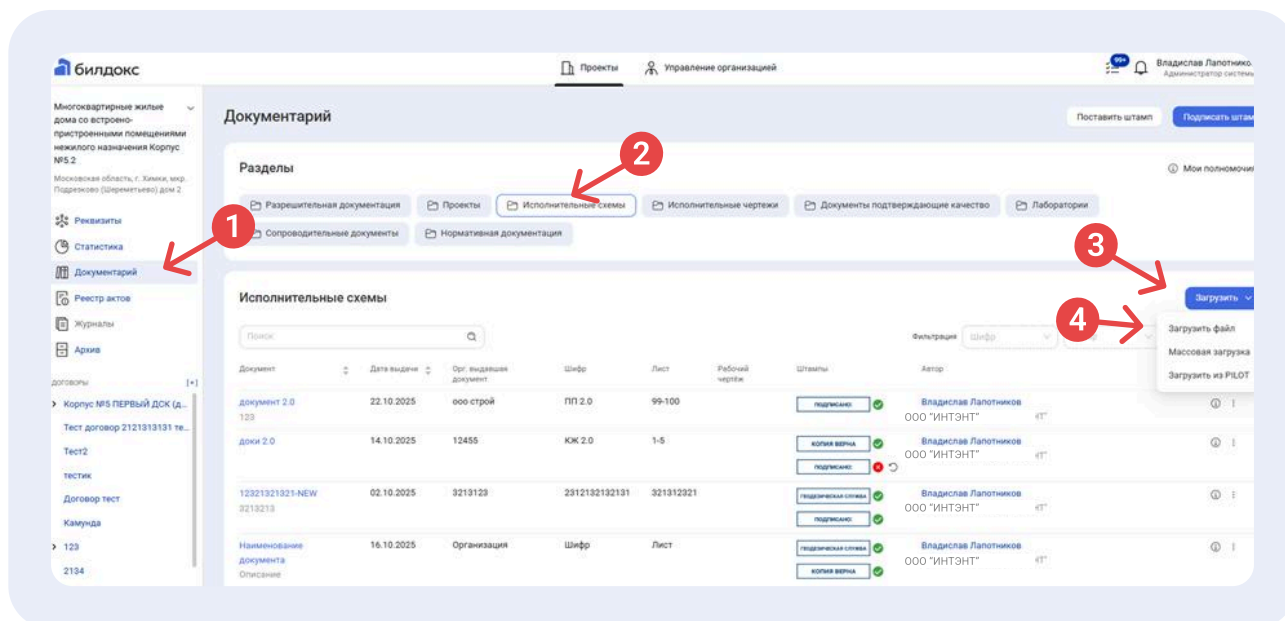 билдокс
Проекты
Управление организацией
99+
Владислав Лапотнико.
Администратор системы
Многоквартирные жилые
дома со встроено-
пристроенными помещениями
нежилого назначения Корпус
№5.2
Московская область, г. Химки, мкр.
Подрезково (Шереметьево) дом 2
Реквизиты
Статистика
Документарий
Реестр актов
Журналы
Архив
ДОГОВОРЫ [+]
Корпус №5 ПЕРВЫЙ ДСК (д...
Тест договор 2121313131 те...
Тест2
тестик
Договор тест
Камунда
123
2134
1
Документарий
Поставить штамп
Подписать штам
Разделы
2
Мои полномочия
Разрешительная документация
Проекты
Исполнительные схемы
Исполнительные чертежи
Документы подтверждающие качество
Лаборатории
Сопроводительные документы
Нормативная документация
3
Исполнительные схемы
Загрузить
4
Поиск
Фильтрация
Шифр
Загрузить файл
Массовая загрузка
Загрузить из PILOT
Документ
Дата выдачи
Орг. выдавшая
документ
Шифр
Лист
Рабочий
чертёж
Штампы
Автор
документ 2.0 22.10.2025 ооо строй ПП 2.0 99-100 ПОДПИСАНО Владислав Лапотников
123 ООО "ИНТЭНТ"
доки 2.0 14.10.2025 12455 КЖ 2.0 1-5 КОПИЯ ВЕРНА Владислав Лапотников
ПОДПИСАНО ООО "ИНТЭНТ"
12321321321-NEW 02.10.2025 3213123 2312132132131 321312321 ГЕОДЕЗИЧЕСКАЯ СЛУЖБА Владислав Лапотников
3213213 ПОДПИСАНО ООО "ИНТЭНТ"
Наименование 16.10.2025 Организация Шифр Лист ГЕОДЕЗИЧЕСКАЯ СЛУЖБА Владислав Лапотников
документа ООО "ИНТЭНТ"
Описание КОПИЯ ВЕРНА